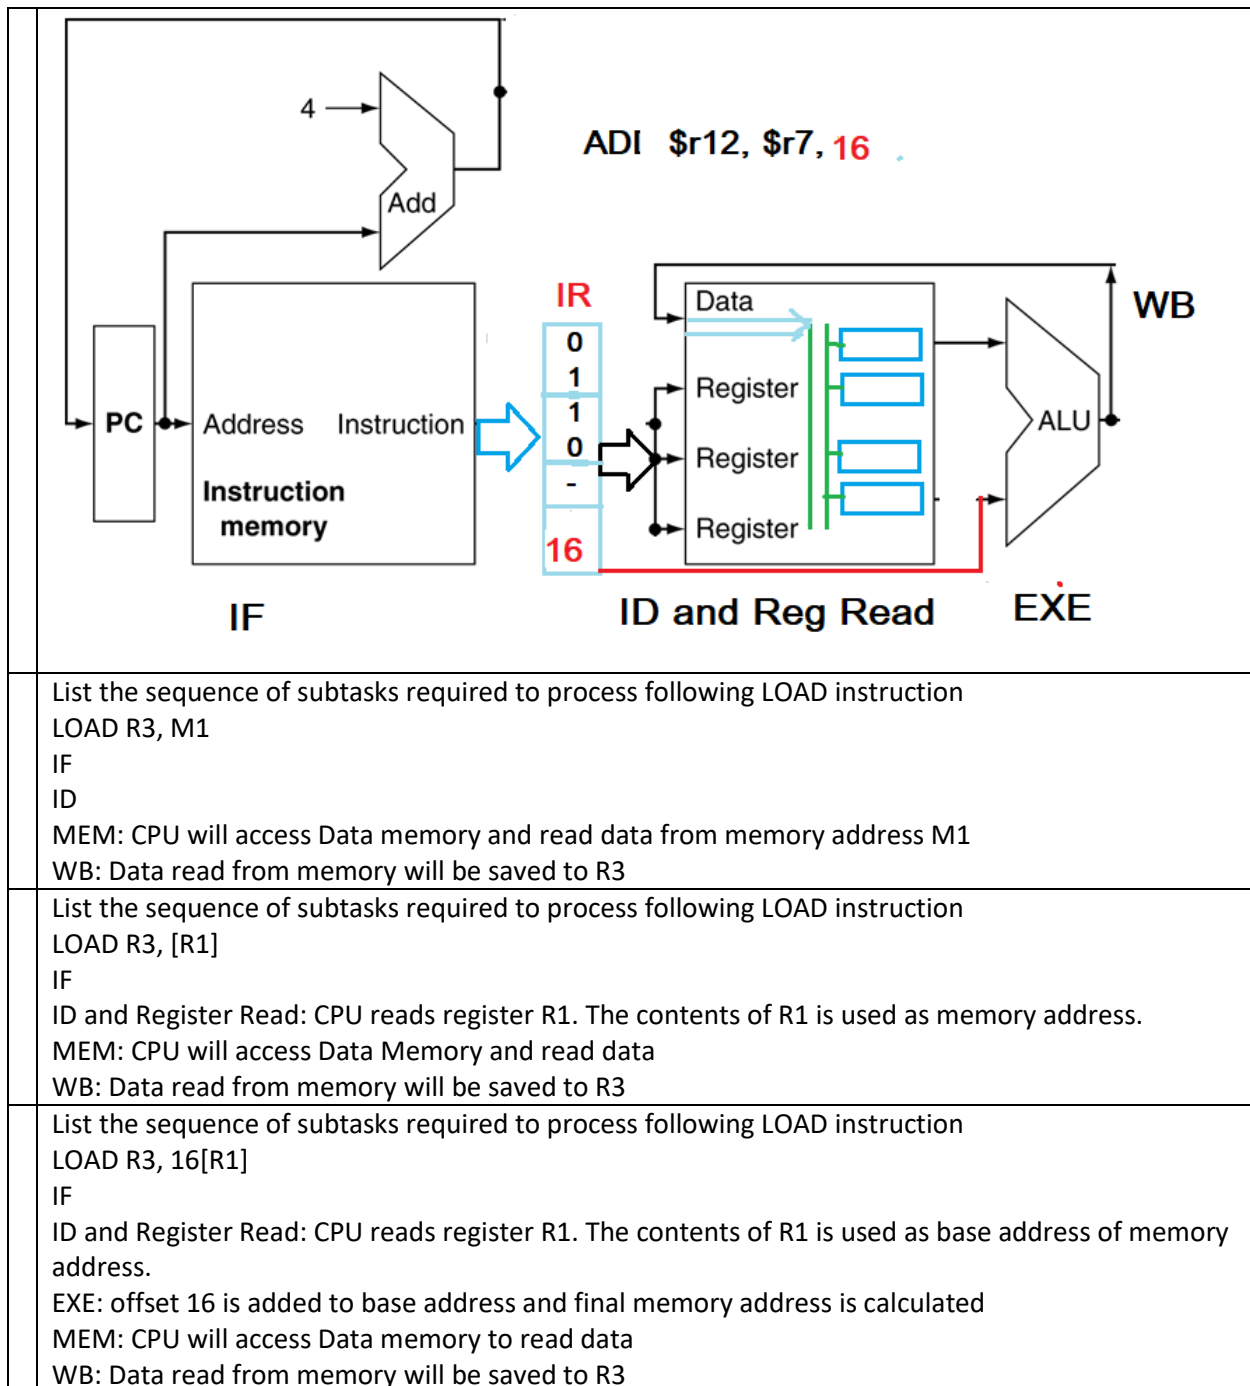 4
ADI $r12, $r7, 16
Add
IR
Data
WB
0
1
Register
1
PC
Address Instruction
ALU
0
Register
Instruction
-
memory
Register
16
IF
ID and Reg Read
EXE
List the sequence of subtasks required to process following LOAD instruction
LOAD R3, M1
IF
ID
MEM: CPU will access Data memory and read data from memory address M1
WB: Data read from memory will be saved to R3
List the sequence of subtasks required to process following LOAD instruction
LOAD R3, [R1]
IF
ID and Register Read: CPU reads register R1. The contents of R1 is used as memory address.
MEM: CPU will access Data Memory and read data
WB: Data read from memory will be saved to R3
List the sequence of subtasks required to process following LOAD instruction
LOAD R3, 16[R1]
IF
ID and Register Read: CPU reads register R1. The contents of R1 is used as base address of memory
address.
EXE: offset 16 is added to base address and final memory address is calculated
MEM: CPU will access Data memory to read data
WB: Data read from memory will be saved to R3